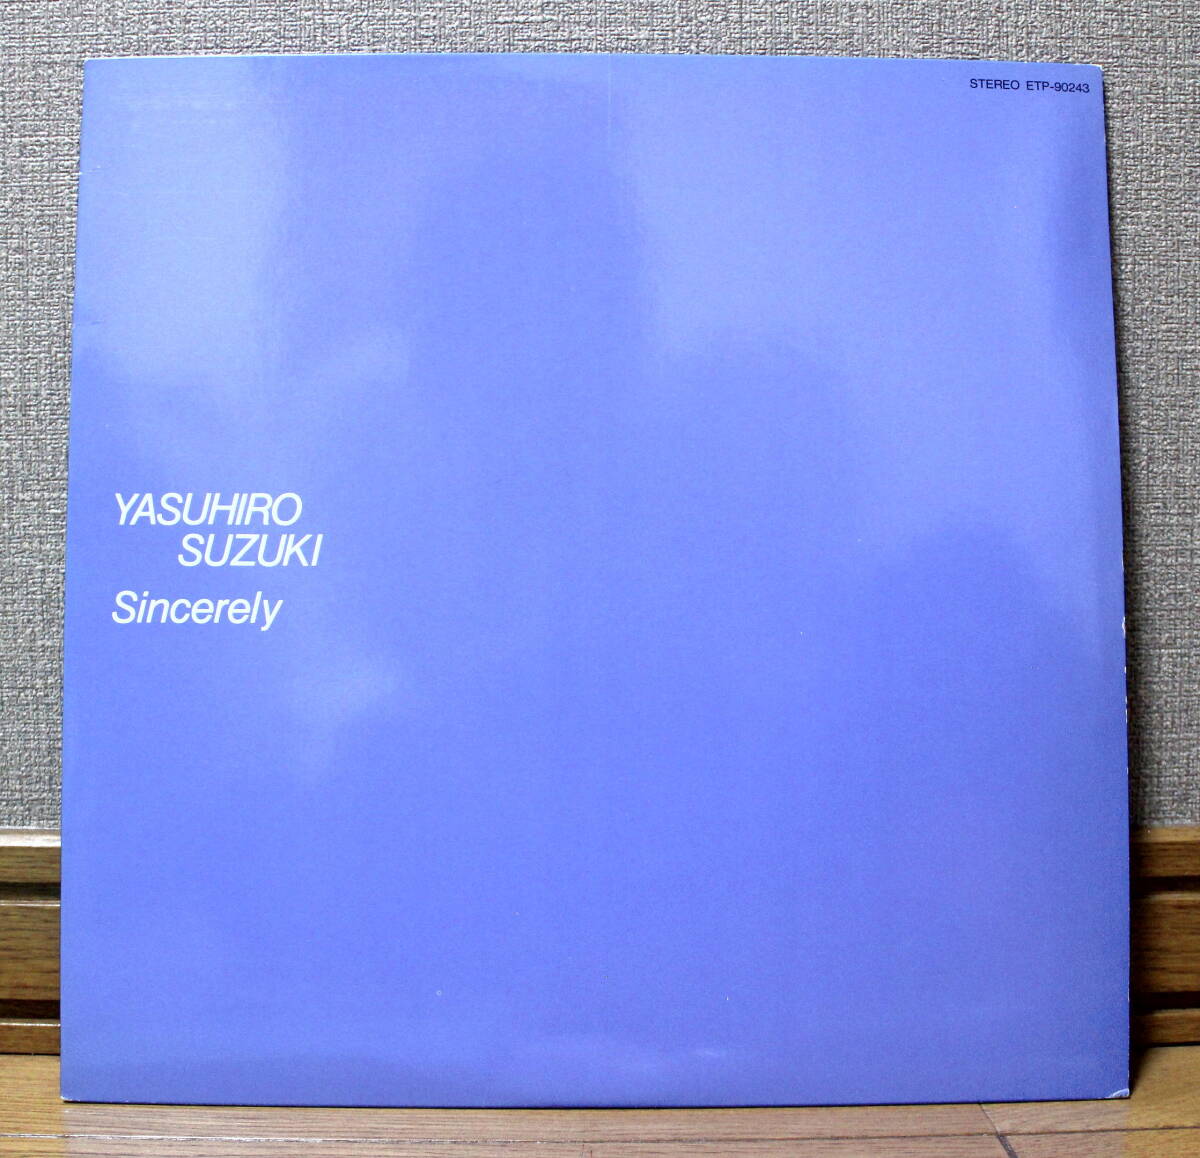 STEREO ETP-90243
YASUHIRO
SUZUKI
Sincerely